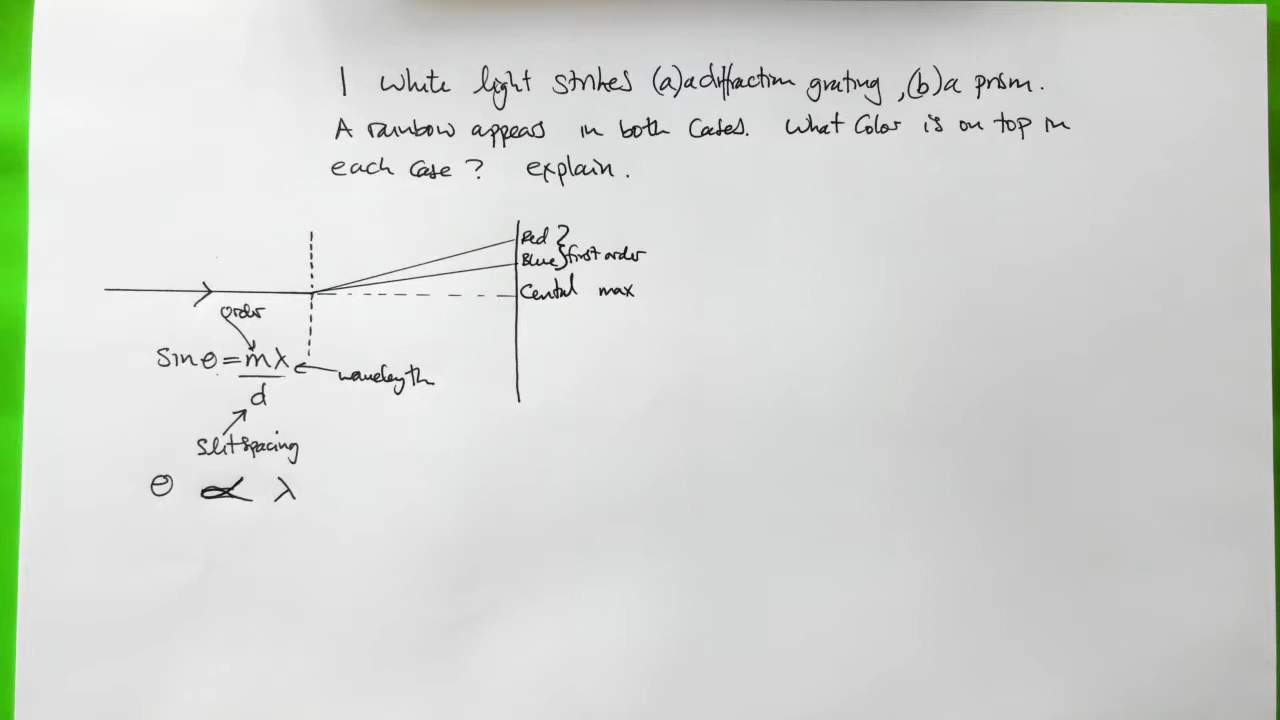 1 White light strikes (a) a diffraction grating, (b) a prism.
A rainbow appears in both cases. What color is on top in
each case? explain.
Red
Blue } first order
Central max
order
sinθ = mλ
d
wavelength
slit spacing
θ ∝ λ